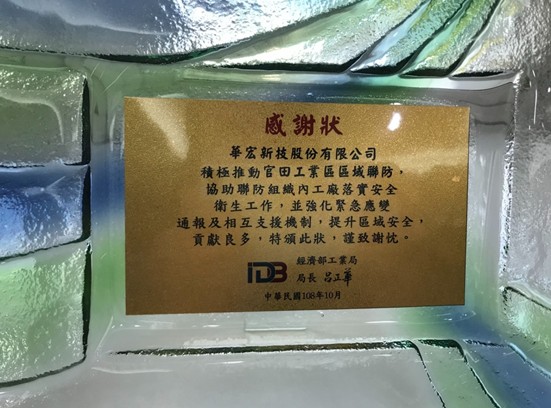 感謝狀
華宏新技股份有限公司
積極推動官田工業區區域聯防，
協助聯防組織內工廠落實安全
衛生工作，並強化緊急應變
通報及相互支援機制，提升區域安全，
貢獻良多，特頒此狀，謹致謝忱。
IDB
經濟部工業局
局長 呂正華
中華民國108年10月